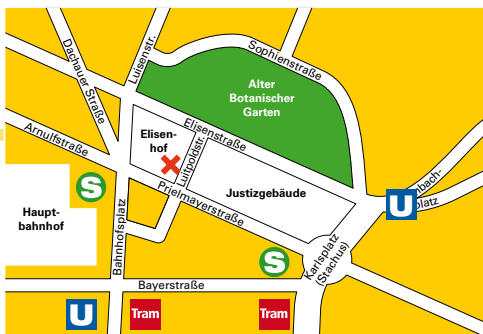 Dachauer Straße
Luisenstr.
Sophienstraße
Alter
Botanischer
Garten
Arnulfstraße
Elisen-
hof
Elisenstraße
Luitpoldstr.
S
Prielmayerstraße
Justizgebäude
U
nbach-
platz
Haupt-
bahnhof
Bahnhofsplatz
S
Karlsplatz
(Stachus)
Bayerstraße
U
Tram
Tram